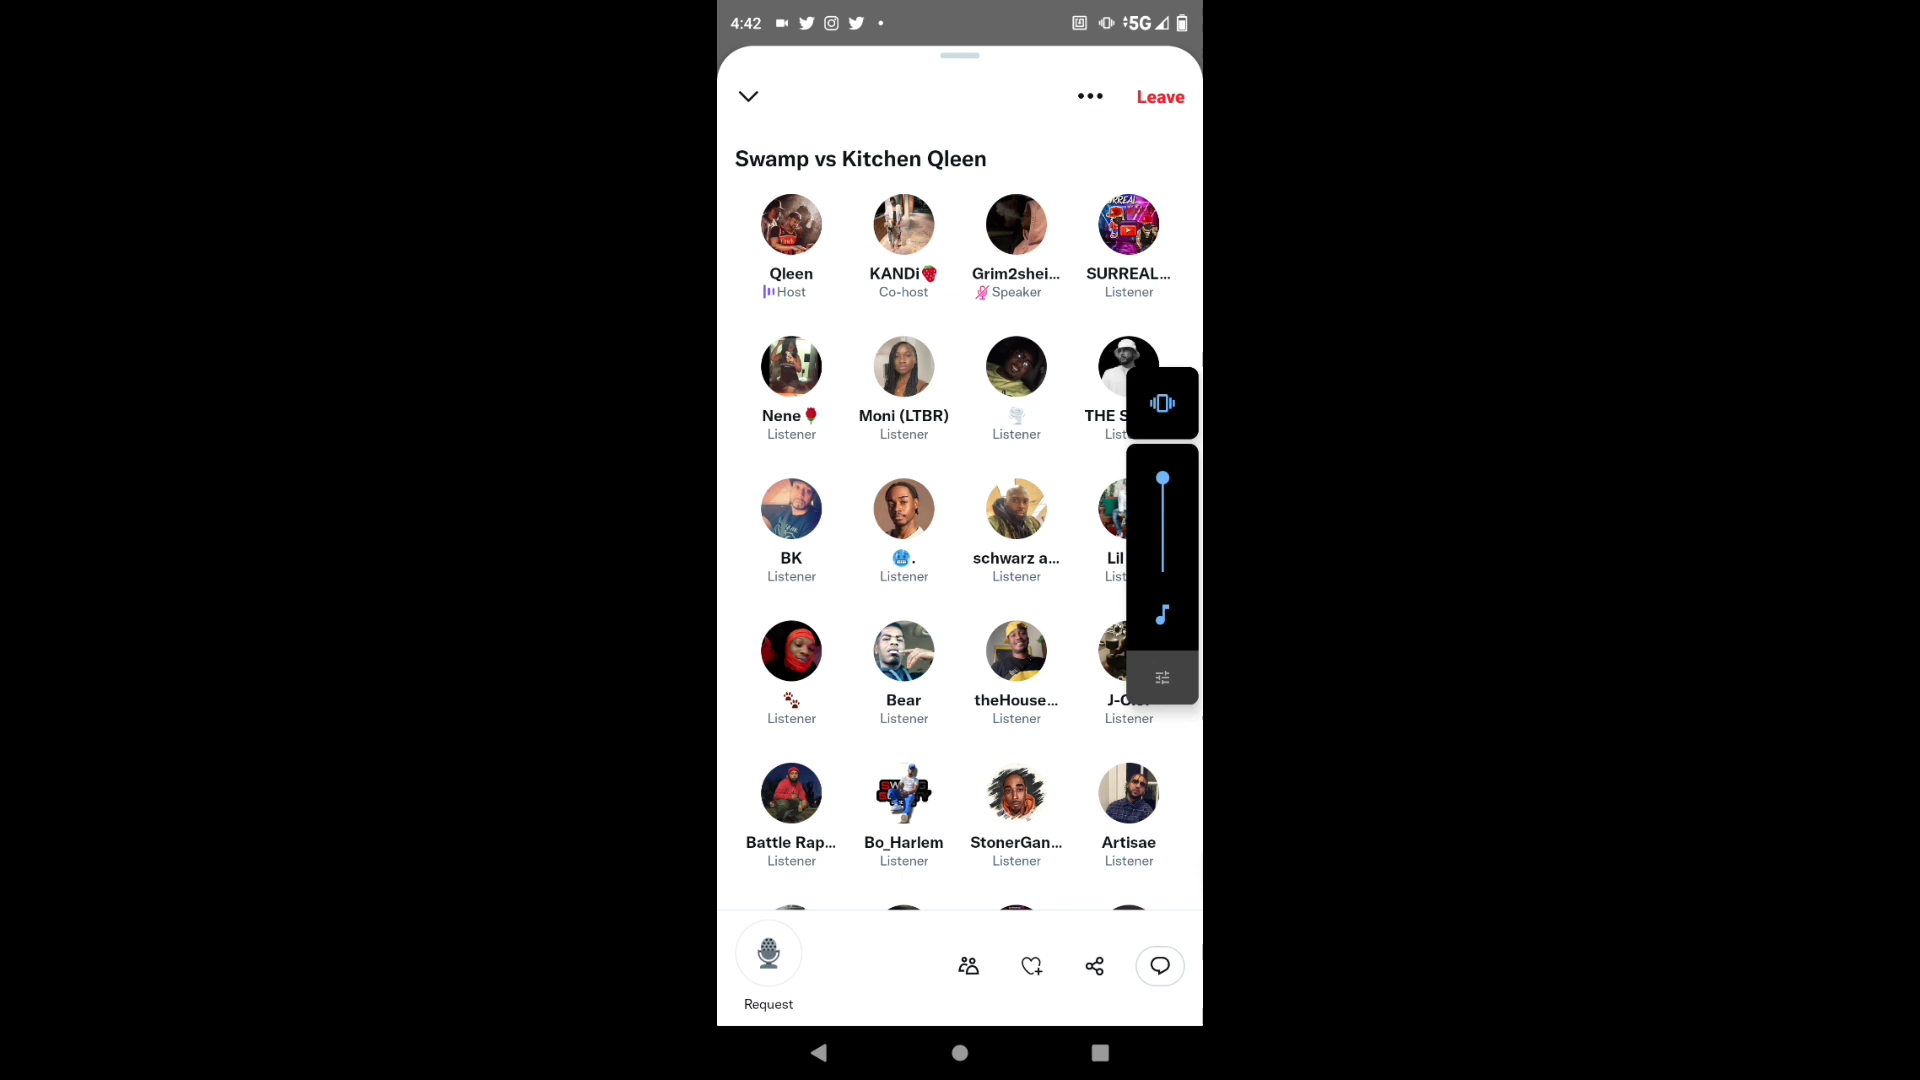 4:42 5G
Leave
Swamp vs Kitchen Qleen
Qleen KANDi🍓 Grim2shei... SURREAL...
Host Co-host Speaker Listener
Nene🌹 Moni (LTBR) 🌪️ THE S
Listener Listener Listener List
BK 🥶. schwarz a... Lil
Listener Listener Listener List
🐾 Bear theHouse...
Listener Listener Listener Listener
Battle Rap... Bo_Harlem StonerGan... Artisae
Listener Listener Listener Listener
Request